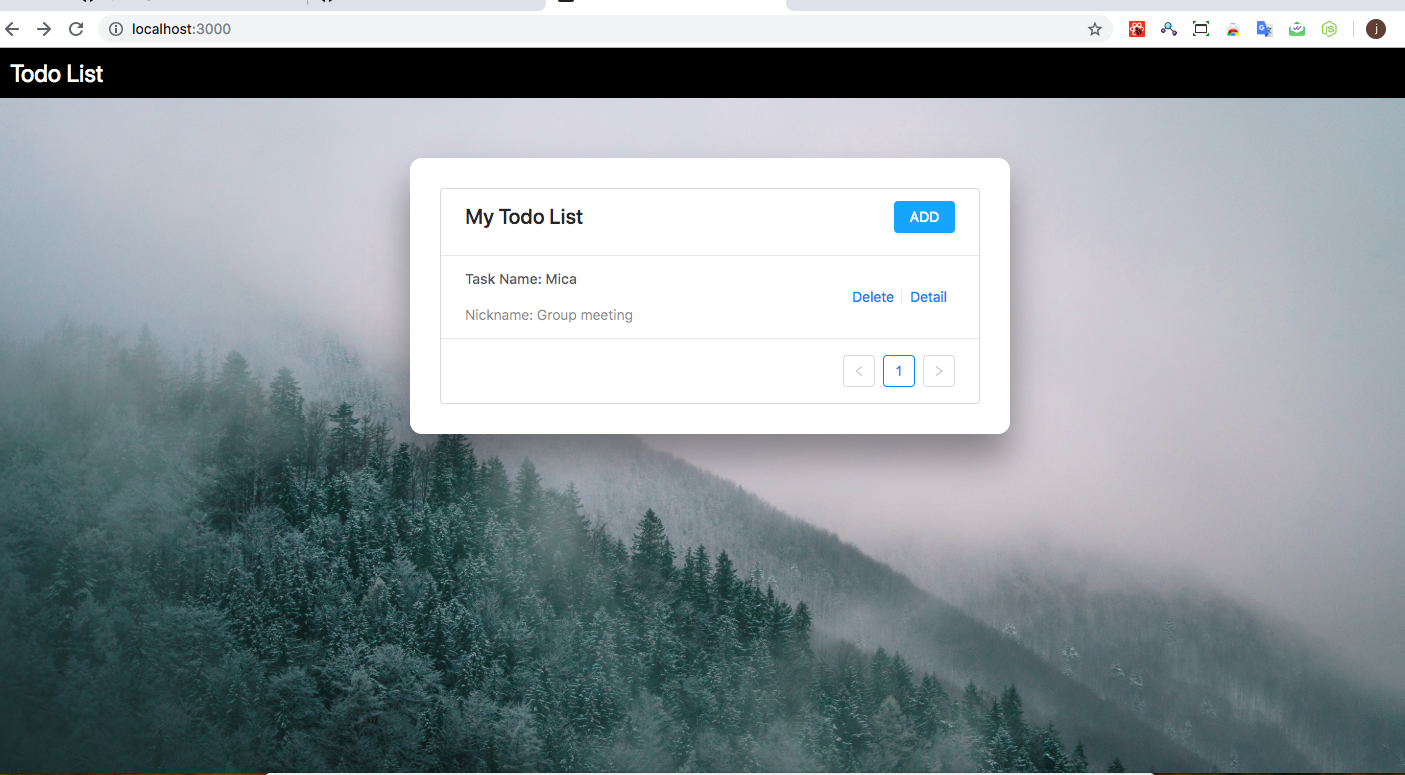 localhost:3000
j
Todo List
My Todo List
ADD
Task Name: Mica
Delete
Detail
Nickname: Group meeting
< 1 >